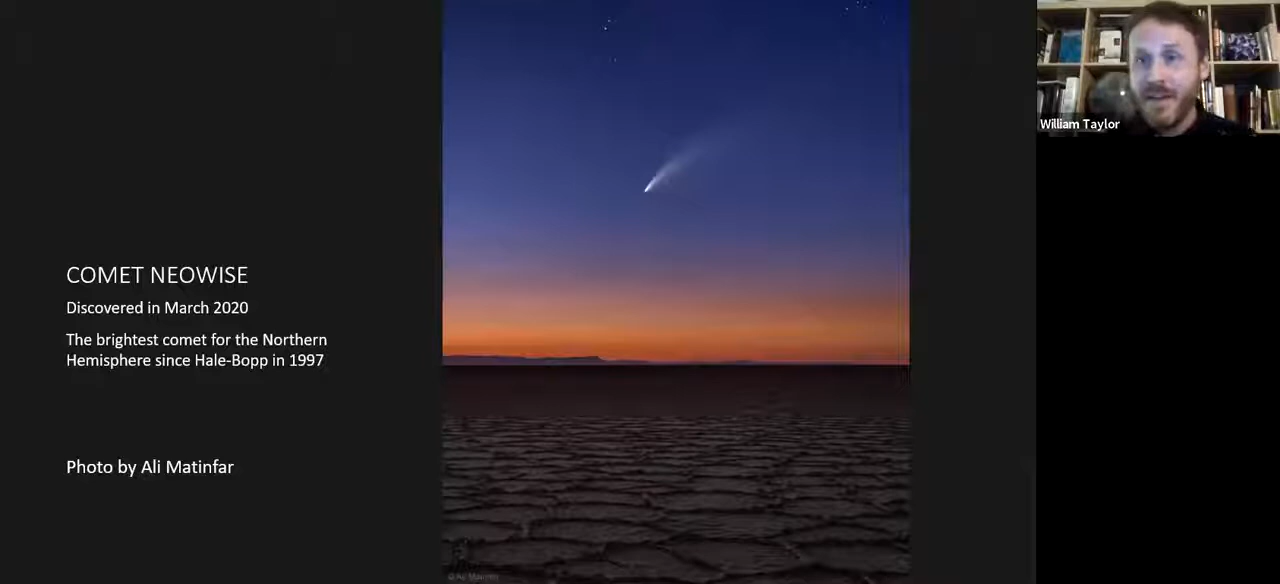 COMET NEOWISE
Discovered in March 2020
The brightest comet for the Northern
Hemisphere since Hale-Bopp in 1997
Photo by Ali Matinfar
William Taylor